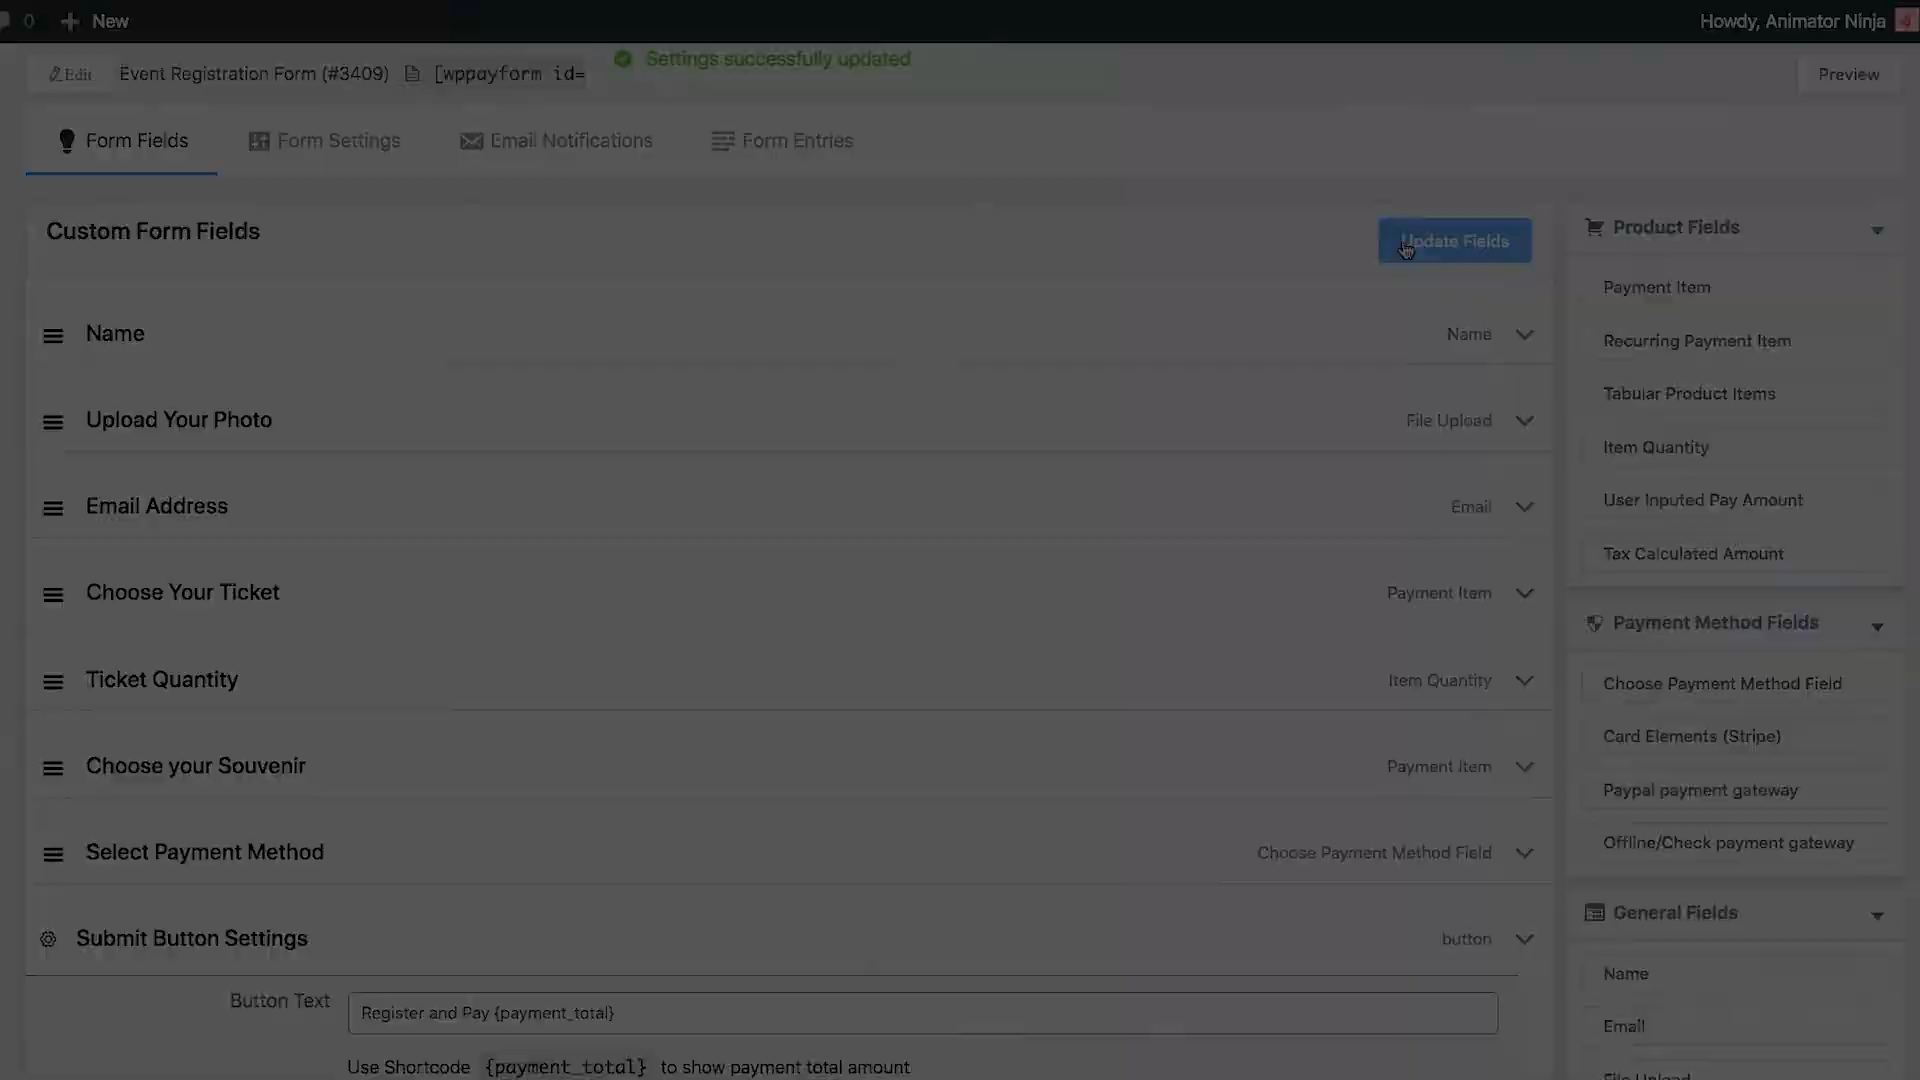 0 New
Howdy, Animator Ninja
Settings successfully updated
Edit Event Registration Form (#3409) [wppayform id=
Preview
Form Fields Form Settings Email Notifications Form Entries
Custom Form Fields
Update Fields
Name Name
Upload Your Photo File Upload
Email Address Email
Choose Your Ticket Payment Item
Ticket Quantity Item Quantity
Choose your Souvenir Payment Item
Select Payment Method Choose Payment Method Field
Submit Button Settings button
Button Text Register and Pay {payment_total}
Use Shortcode {payment_total} to show payment total amount
Product Fields
Payment Item
Recurring Payment Item
Tabular Product Items
Item Quantity
User Inputed Pay Amount
Tax Calculated Amount
Payment Method Fields
Choose Payment Method Field
Card Elements (Stripe)
Paypal payment gateway
Offline/Check payment gateway
General Fields
Name
Email
File Upload